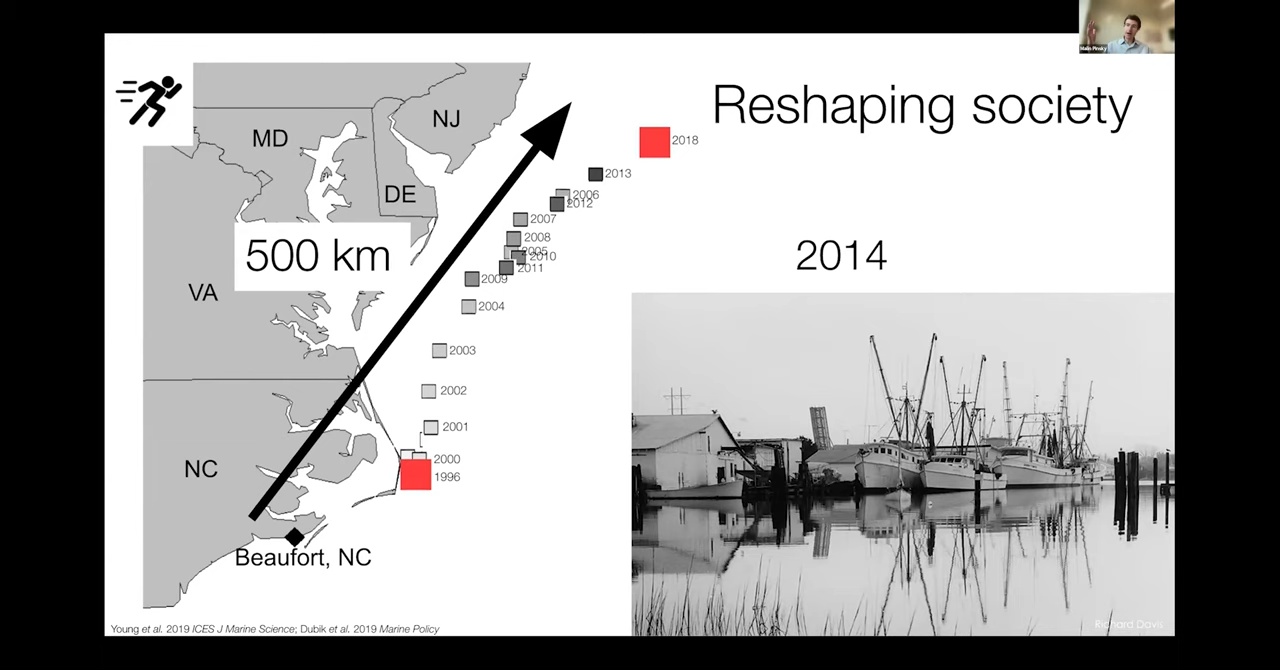 Malin Pinsky
Reshaping society
NJ
MD
DE
2018
2013
2006
2012
2007
2008
2005
2010
2011
500 km
2014
2009
VA
2004
2003
2002
2001
2000
NC
1996
Beaufort, NC
Young et al. 2019 ICES J Marine Science; Dubik et al. 2019 Marine Policy
Richard Davis